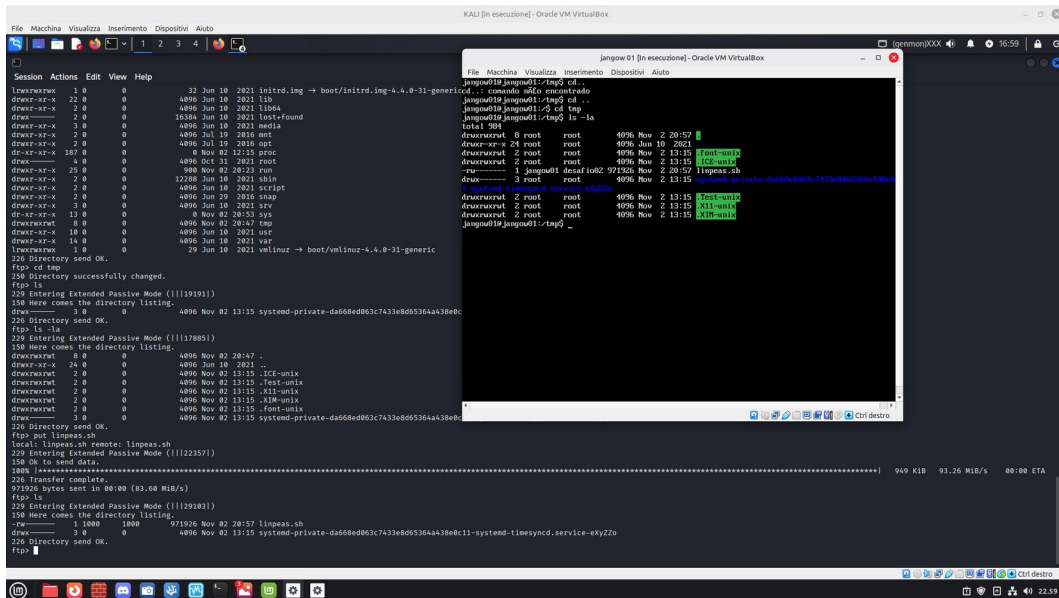 KALI [In esecuzione] - Oracle VM VirtualBox
File Macchina Visualizza Inserimento Dispositivi Aiuto
1 2 3 4
(genmon)XXX 16:59
Session Actions Edit View Help
lrwxrwxrwx 1 0 0 32 Jun 10 2021 initrd.img → boot/initrd.img-4.4.0-31-generic
drwxr-xr-x 22 0 0 4096 Jun 10 2021 lib
drwxr-xr-x 2 0 0 4096 Jun 10 2021 lib64
drwx------ 2 0 0 16384 Jun 10 2021 lost+found
drwxr-xr-x 3 0 0 4096 Jun 10 2021 media
drwxr-xr-x 2 0 0 4096 Jul 19 2016 mnt
drwxr-xr-x 2 0 0 4096 Jul 19 2016 opt
dr-xr-xr-x 187 0 0 0 Nov 02 12:15 proc
drwx------ 4 0 0 4096 Oct 31 2021 root
drwxr-xr-x 25 0 0 900 Nov 02 20:23 run
drwxr-xr-x 2 0 0 12288 Jun 10 2021 sbin
drwxr-xr-x 2 0 0 4096 Jun 10 2021 script
drwxr-xr-x 2 0 0 4096 Jun 29 2016 snap
drwxr-xr-x 3 0 0 4096 Jun 10 2021 srv
dr-xr-xr-x 13 0 0 0 Nov 02 20:53 sys
drwxrwxrwt 8 0 0 4096 Nov 02 20:47 tmp
drwxr-xr-x 10 0 0 4096 Jun 10 2021 usr
drwxr-xr-x 14 0 0 4096 Jun 10 2021 var
lrwxrwxrwx 1 0 0 29 Jun 10 2021 vmlinuz → boot/vmlinuz-4.4.0-31-generic
226 Directory send OK.
ftp> cd tmp
250 Directory successfully changed.
ftp> ls
229 Entering Extended Passive Mode (|||19191|)
150 Here comes the directory listing.
drwx------ 3 0 0 4096 Nov 02 13:15 systemd-private-da668ed063c7433e8d65364a438e0c
226 Directory send OK.
ftp> ls -la
229 Entering Extended Passive Mode (|||17885|)
150 Here comes the directory listing.
drwxrwxrwt 8 0 0 4096 Nov 02 20:47 .
drwxr-xr-x 24 0 0 4096 Jun 10 2021 ..
drwxrwxrwt 2 0 0 4096 Nov 02 13:15 .ICE-unix
drwxrwxrwt 2 0 0 4096 Nov 02 13:15 .Test-unix
drwxrwxrwt 2 0 0 4096 Nov 02 13:15 .X11-unix
drwxrwxrwt 2 0 0 4096 Nov 02 13:15 .XIM-unix
drwxrwxrwt 2 0 0 4096 Nov 02 13:15 .font-unix
drwx------ 3 0 0 4096 Nov 02 13:15 systemd-private-da668ed063c7433e8d65364a438e0c
226 Directory send OK.
ftp> put linpeas.sh
local: linpeas.sh remote: linpeas.sh
229 Entering Extended Passive Mode (|||22357|)
150 Ok to send data.
100% 949 KiB 93.26 MiB/s 00:00 ETA
226 Transfer complete.
971926 bytes sent in 00:00 (83.60 MiB/s)
ftp> ls
229 Entering Extended Passive Mode (|||29103|)
150 Here comes the directory listing.
-rw------- 1 1000 1000 971926 Nov 02 20:57 linpeas.sh
drwx------ 3 0 0 4096 Nov 02 13:15 systemd-private-da668ed063c7433e8d65364a438e0c11-systemd-timesyncd.service-eXyZZo
226 Directory send OK.
ftp>
jangow 01 [In esecuzione] - Oracle VM VirtualBox
File Macchina Visualizza Inserimento Dispositivi Aiuto
jangow01@jangow01:/tmp$ cd..
cd..: comando não encontrado
jangow01@jangow01:/tmp$ cd ..
jangow01@jangow01:/$ cd tmp
jangow01@jangow01:/tmp$ ls -la
total 984
drwxrwxrwt 8 root root 4096 Nov 2 20:57 .
drwxr-xr-x 24 root root 4096 Jun 10 2021 ..
drwxrwxrwt 2 root root 4096 Nov 2 13:15 .font-unix
drwxrwxrwt 2 root root 4096 Nov 2 13:15 .ICE-unix
-rw------- 1 jangow01 desafio02 971926 Nov 2 20:57 linpeas.sh
drwx------ 3 root root 4096 Nov 2 13:15 systemd-private-da668ed063c7433e8d65364a438e0c
1-systemd-timesyncd.service-eXyZZo
drwxrwxrwt 2 root root 4096 Nov 2 13:15 .Test-unix
drwxrwxrwt 2 root root 4096 Nov 2 13:15 .X11-unix
drwxrwxrwt 2 root root 4096 Nov 2 13:15 .XIM-unix
jangow01@jangow01:/tmp$ _
Ctrl destro
Ctrl destro
22.59